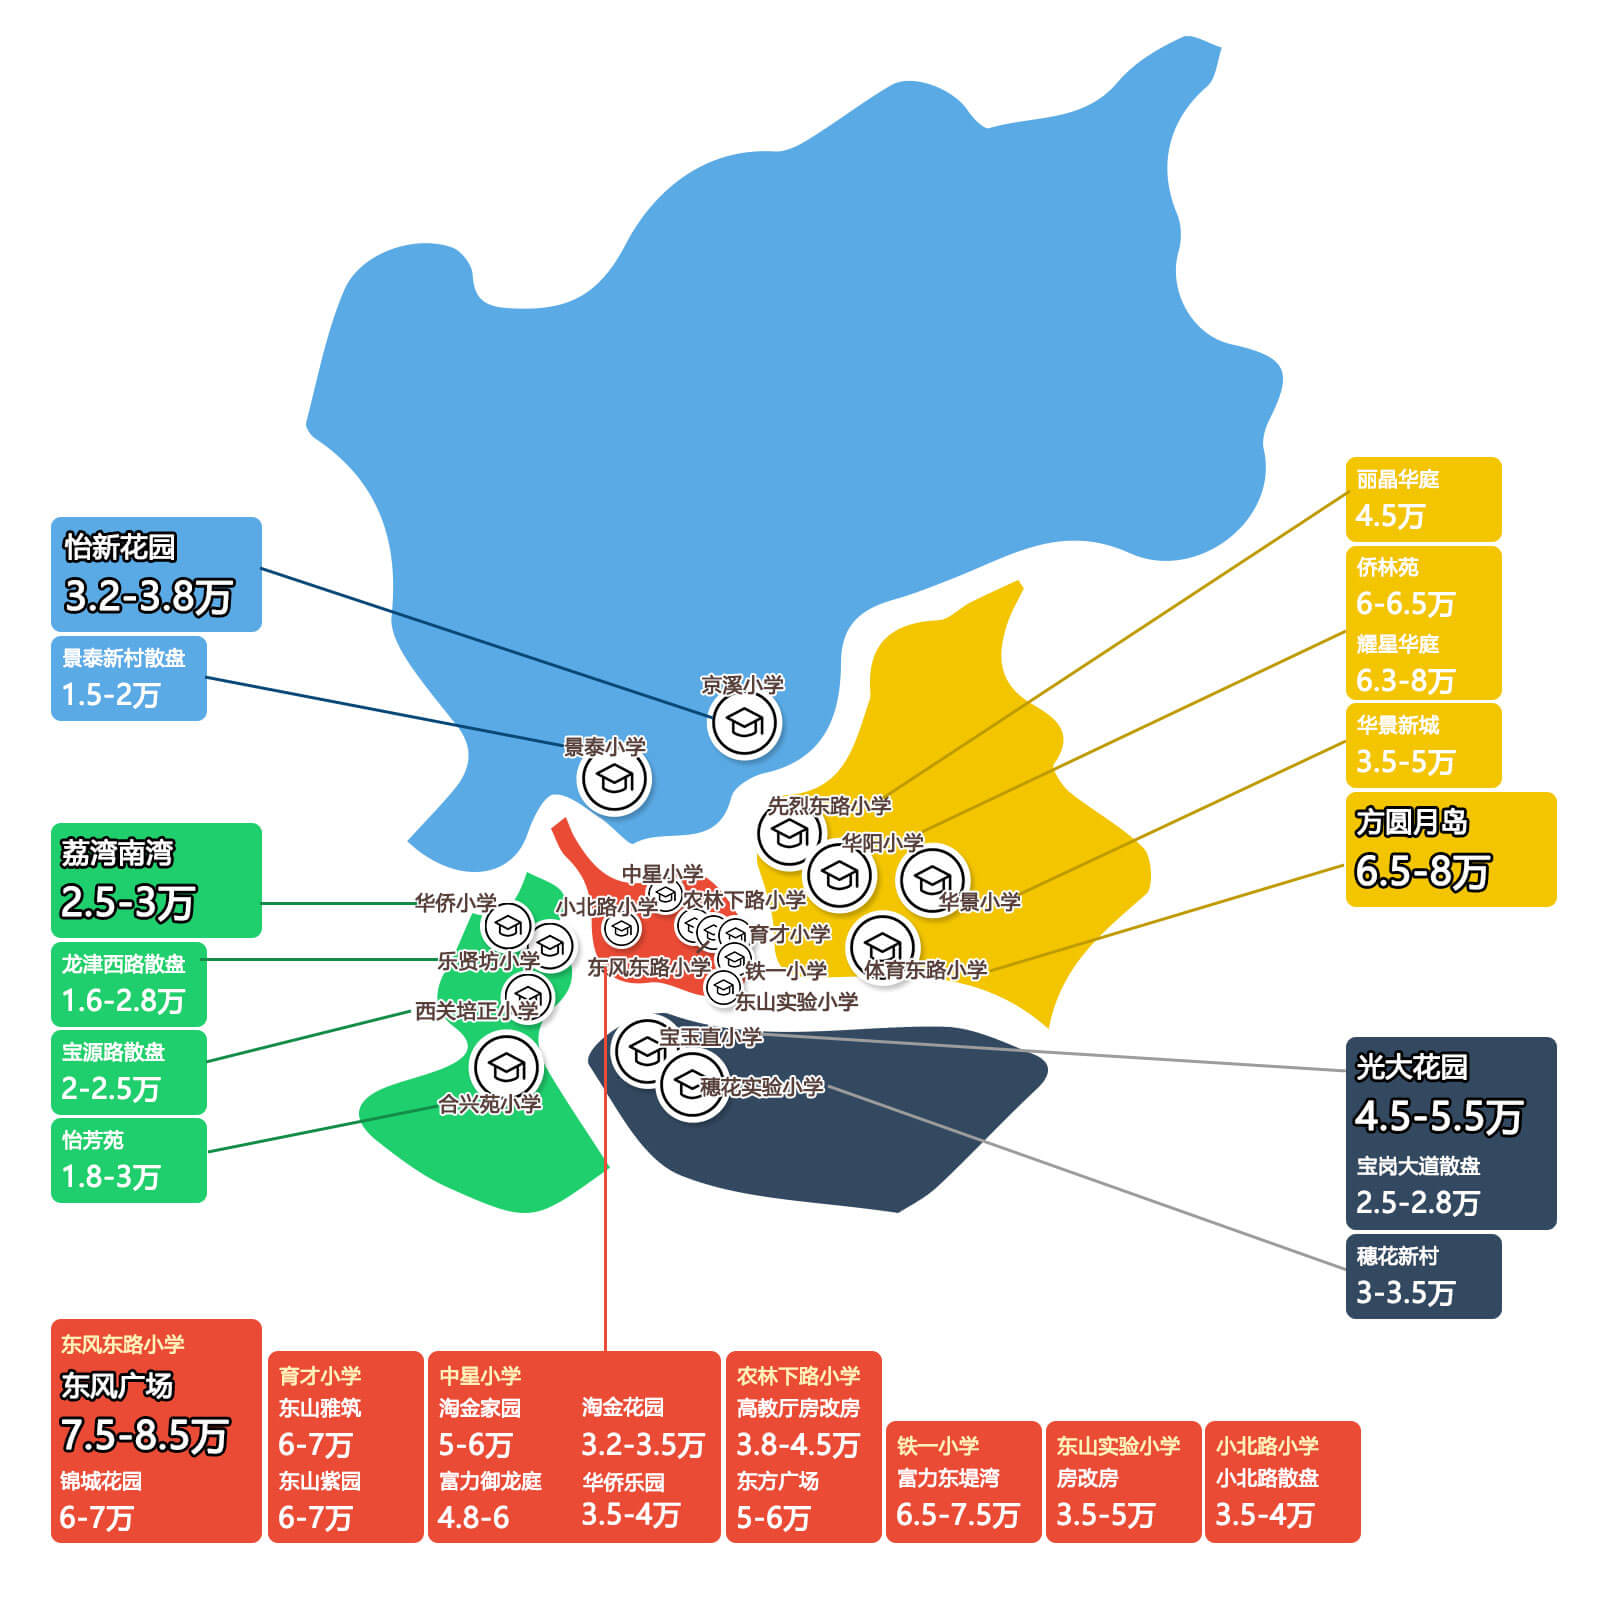 怡新花园
3.2-3.8万
景泰新村散盘
1.5-2万
荔湾南湾
2.5-3万
龙津西路散盘
1.6-2.8万
宝源路散盘
2-2.5万
怡芳苑
1.8-3万
京溪小学
景泰小学
先烈东路小学
华阳小学
华景小学
体育东路小学
中星小学
小北路小学
农林下路小学
育才小学
东风东路小学
铁一小学
东山实验小学
华侨小学
乐贤坊小学
西关培正小学
合兴苑小学
宝玉直小学
穗花实验小学
丽晶华庭
4.5万
侨林苑
6-6.5万
耀星华庭
6.3-8万
华景新城
3.5-5万
方圆月岛
6.5-8万
光大花园
4.5-5.5万
宝岗大道散盘
2.5-2.8万
穗花新村
3-3.5万
东风东路小学
东风广场
7.5-8.5万
锦城花园
6-7万
育才小学
东山雅筑
6-7万
东山紫园
6-7万
中星小学
淘金家园
5-6万
富力御龙庭
4.8-6
淘金花园
3.2-3.5万
华侨乐园
3.5-4万
农林下路小学
高教厅房改房
3.8-4.5万
东方广场
5-6万
铁一小学
富力东堤湾
6.5-7.5万
东山实验小学
房改房
3.5-5万
小北路小学
小北路散盘
3.5-4万